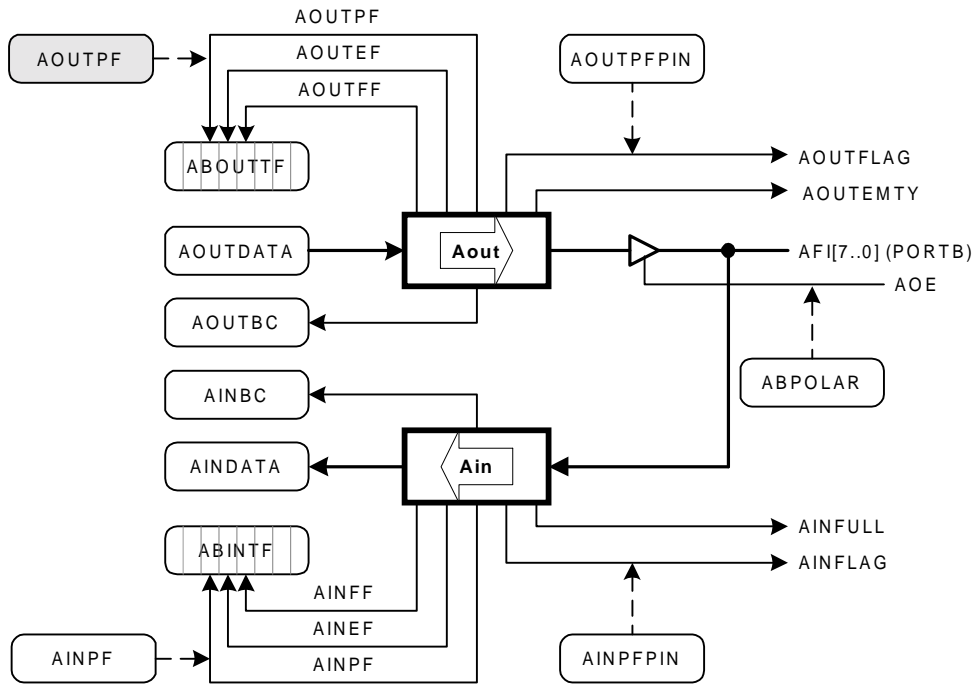 AOUTPF
AOUTPF
AOUTPFPIN
AOUTEF
AOUTFF
ABOUTTF
AOUTFLAG
AOUTEMTY
AOUTDATA
Aout
AFI[7..0] (PORTB)
AOE
AOUTBC
ABPOLAR
AINBC
AINDATA
Ain
AINFULL
ABINTF
AINFLAG
AINFF
AINEF
AINPF
AINPF
AINPFPIN